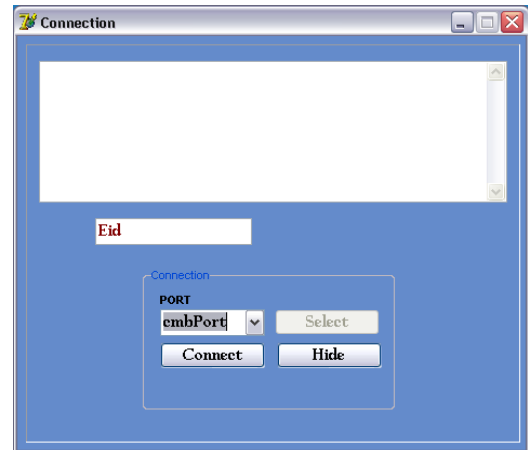 Connection
Eid
Connection
PORT
cmbPort Select
Connect Hide